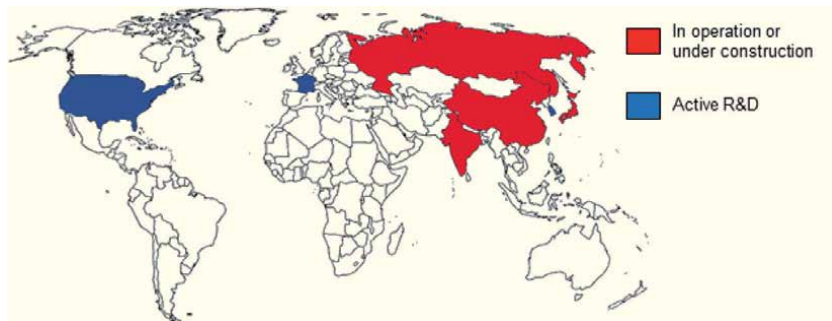 In operation or
under construction
Active R&D